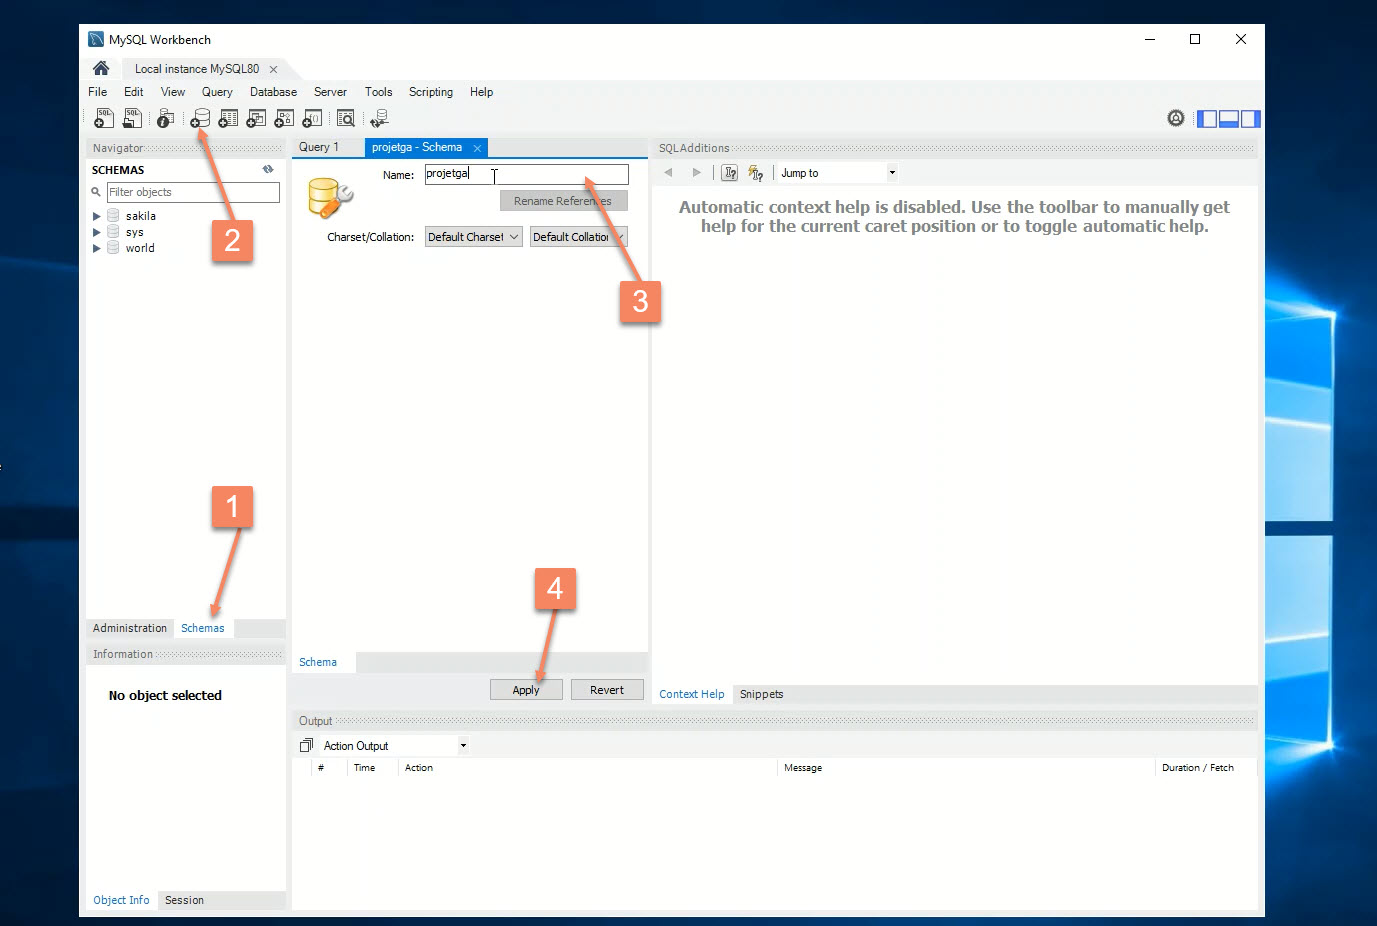 MySQL Workbench
Local instance MySQL80
File Edit View Query Database Server Tools Scripting Help
Navigator
SCHEMAS
Filter objects
sakila
sys
world
2
1
Administration Schemas
Information
No object selected
Object Info Session
Query 1 projetga - Schema
Name: projetga
Rename References
Charset/Collation: Default Charset Default Collation
3
4
Schema
Apply Revert
SQLAdditions
Jump to
Automatic context help is disabled. Use the toolbar to manually get
help for the current caret position or to toggle automatic help.
Context Help Snippets
Output
Action Output
# Time Action Message Duration / Fetch